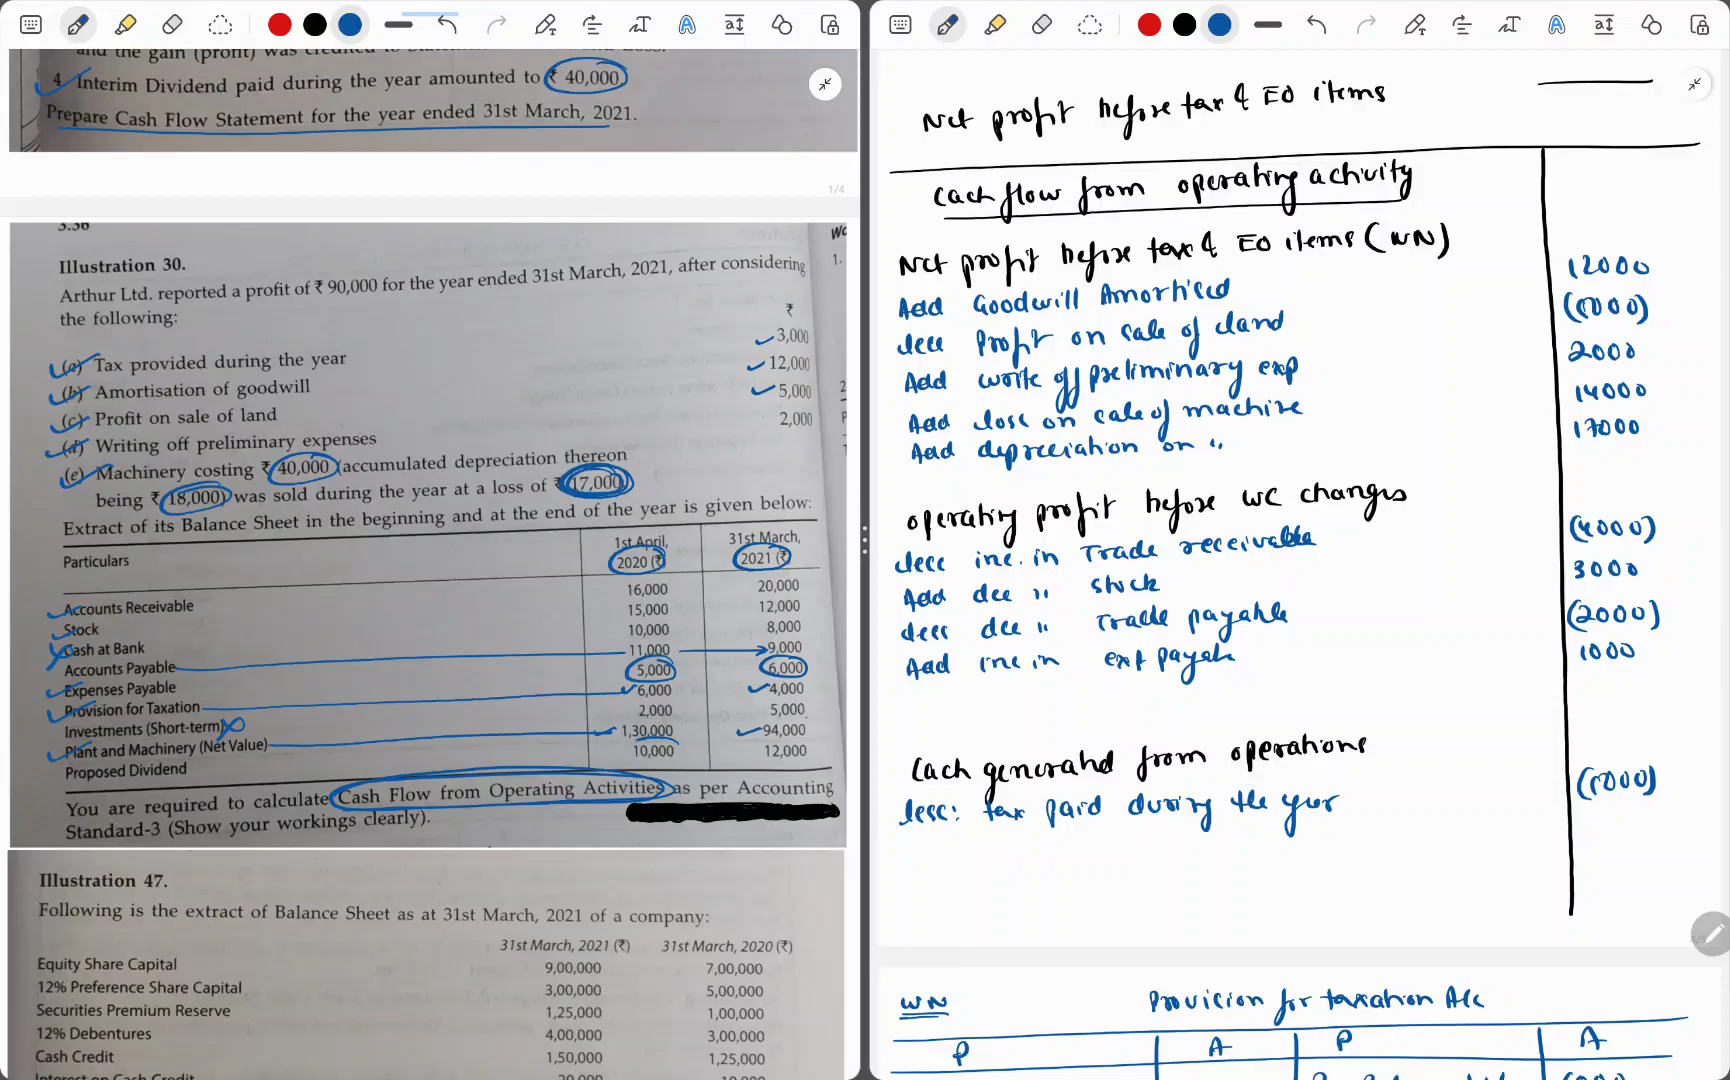 4 Interim Dividend paid during the year amounted to ₹ 40,000
Prepare Cash Flow Statement for the year ended 31st March, 2021.
1/4
3.36
Illustration 30.
Arthur Ltd. reported a profit of ₹ 90,000 for the year ended 31st March, 2021, after considering
the following:
₹
(a) Tax provided during the year 3,000
(b) Amortisation of goodwill 12,000
(c) Profit on sale of land 5,000
(d) Writing off preliminary expenses 2,000
(e) Machinery costing ₹ 40,000 (accumulated depreciation thereon
being ₹ 18,000) was sold during the year at a loss of ₹ 17,000
Extract of its Balance Sheet in the beginning and at the end of the year is given below:
Particulars 1st April, 2020 (₹) 31st March, 2021 (₹)
Accounts Receivable 16,000 20,000
Stock 15,000 12,000
Cash at Bank 10,000 8,000
Accounts Payable 11,000 9,000
Expenses Payable 5,000 6,000
Provision for Taxation 6,000 4,000
Investments (Short-term) 2,000 5,000
Plant and Machinery (Net Value) 1,30,000 94,000
Proposed Dividend 10,000 12,000
You are required to calculate Cash Flow from Operating Activities as per Accounting
Standard-3 (Show your workings clearly).
Illustration 47.
Following is the extract of Balance Sheet as at 31st March, 2021 of a company:
31st March, 2021 (₹) 31st March, 2020 (₹)
Equity Share Capital 9,00,000 7,00,000
12% Preference Share Capital 3,00,000 5,00,000
Securities Premium Reserve 1,25,000 1,00,000
12% Debentures 4,00,000 3,00,000
Cash Credit 1,50,000 1,25,000
Net profit before tax & EO items
Cash flow from operating activity
Net profit before tax & EO items (WN)
Add Goodwill Amortised 12000
Less Profit on sale of land (5000)
Add write off preliminary exp 2000
Add loss on sale of machine 14000
Add depreciation on " 17000
operating profit before WC changes
Less inc. in Trade receivable (4000)
Add dec " stock 3000
Less dec " Trade payable (2000)
Add inc in exp payable 1000
Cash generated from operations
Less: tax paid during the year (5000)
WN Provision for taxation A/c
P A P A